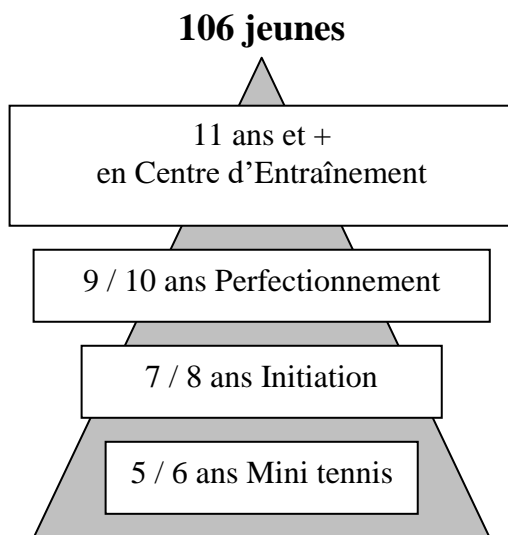 106 jeunes
11 ans et +
en Centre d’Entraînement
9 / 10 ans Perfectionnement
7 / 8 ans Initiation
5 / 6 ans Mini tennis